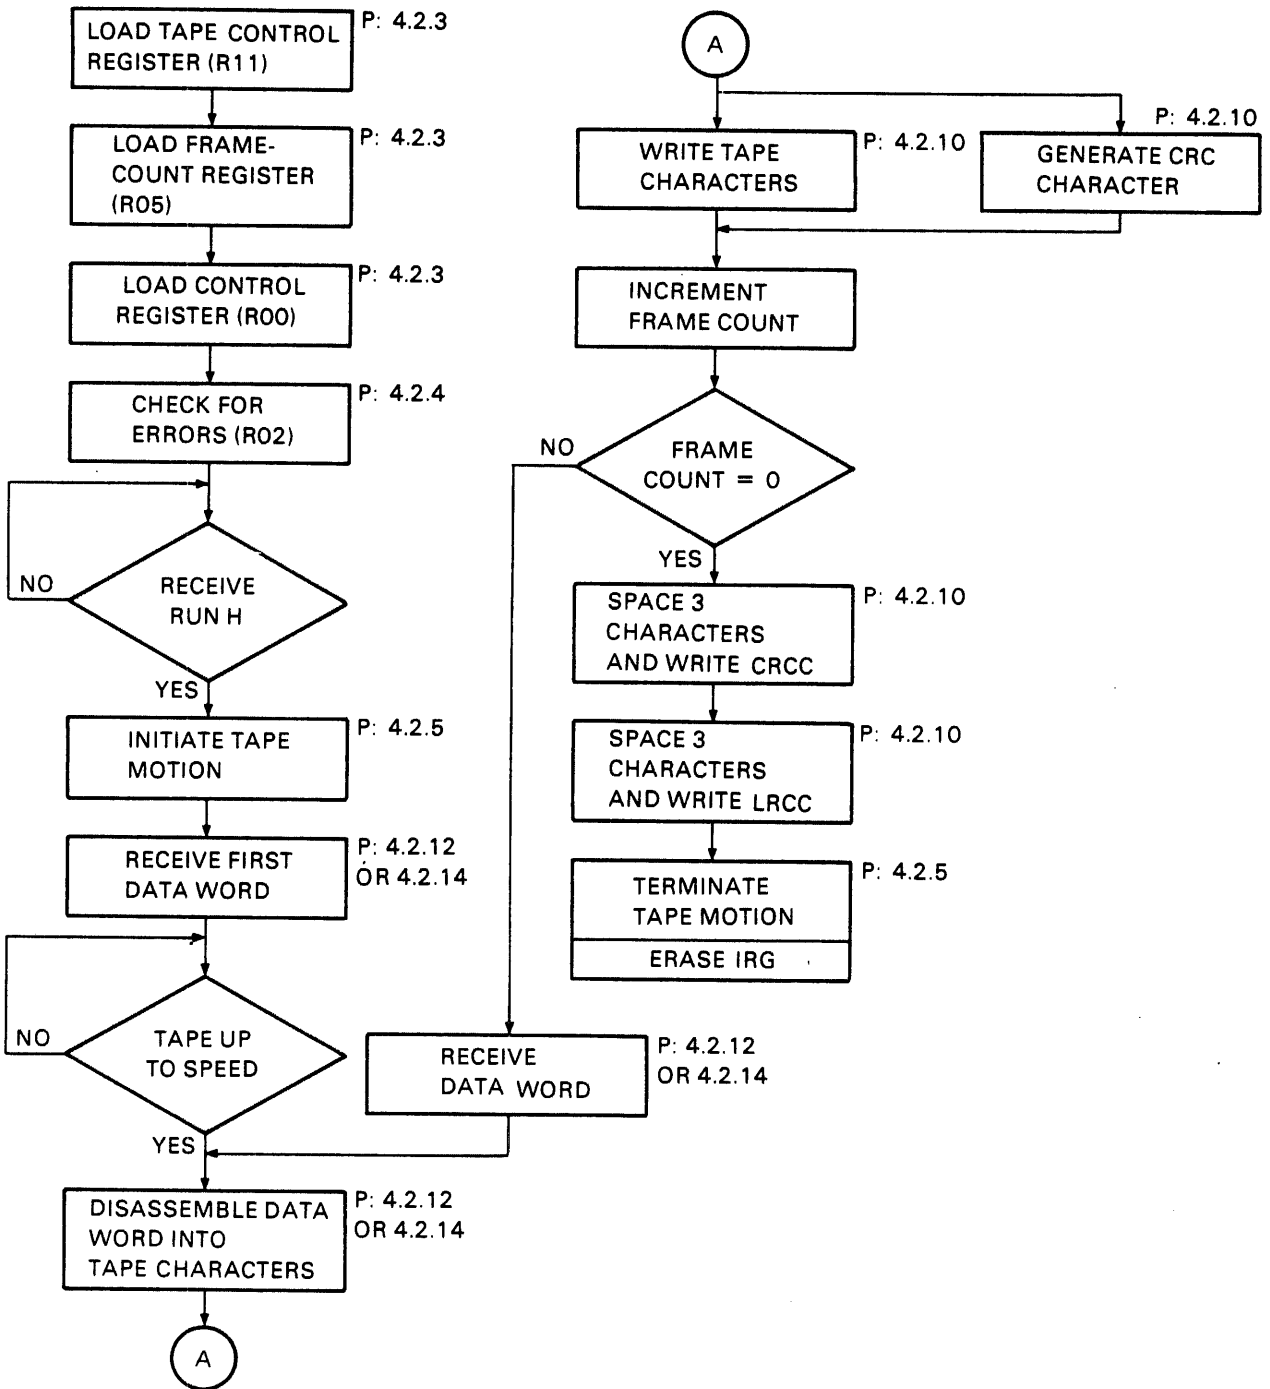 LOAD TAPE CONTROL
REGISTER (R11)
P: 4.2.3
LOAD FRAME-
COUNT REGISTER
(R05)
P: 4.2.3
LOAD CONTROL
REGISTER (R00)
P: 4.2.3
CHECK FOR
ERRORS (R02)
P: 4.2.4
NO
RECEIVE
RUN H
YES
INITIATE TAPE
MOTION
P: 4.2.5
RECEIVE FIRST
DATA WORD
P: 4.2.12
OR 4.2.14
NO
TAPE UP
TO SPEED
YES
DISASSEMBLE DATA
WORD INTO
TAPE CHARACTERS
P: 4.2.12
OR 4.2.14
A
A
WRITE TAPE
CHARACTERS
P: 4.2.10
P: 4.2.10
GENERATE CRC
CHARACTER
INCREMENT
FRAME COUNT
NO
FRAME
COUNT = 0
YES
SPACE 3
CHARACTERS
AND WRITE CRCC
P: 4.2.10
SPACE 3
CHARACTERS
AND WRITE LRCC
P: 4.2.10
TERMINATE
TAPE MOTION
P: 4.2.5
ERASE IRG
RECEIVE
DATA WORD
P: 4.2.12
OR 4.2.14